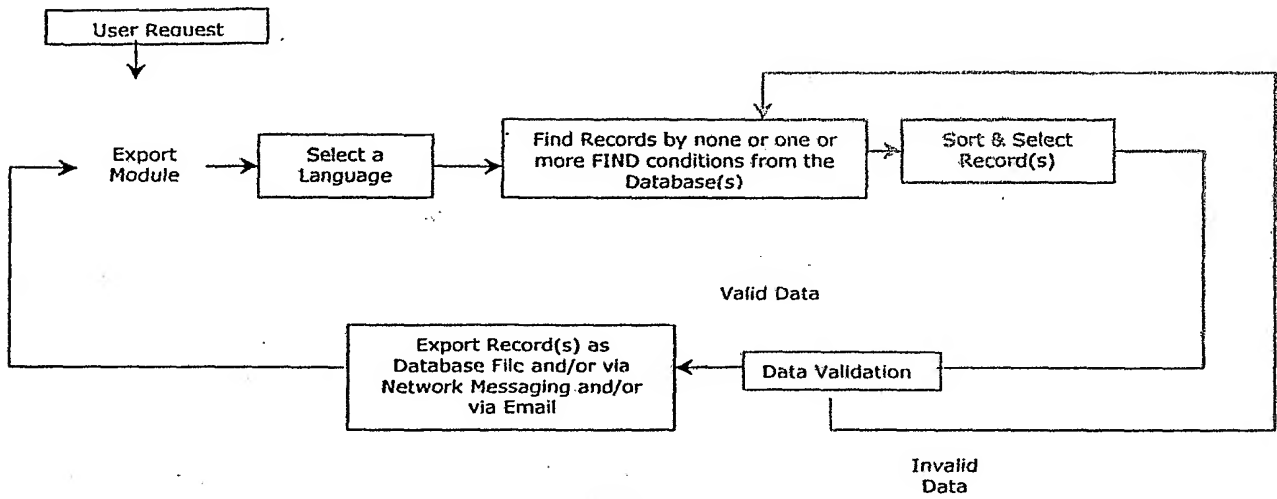 User Request
Export
Module
Select a
Language
Find Records by none or one or
more FIND conditions from the
Database(s)
Sort & Select
Record(s)
Valid Data
Export Record(s) as
Database File and/or via
Network Messaging and/or
via Email
Data Validation
Invalid
Data